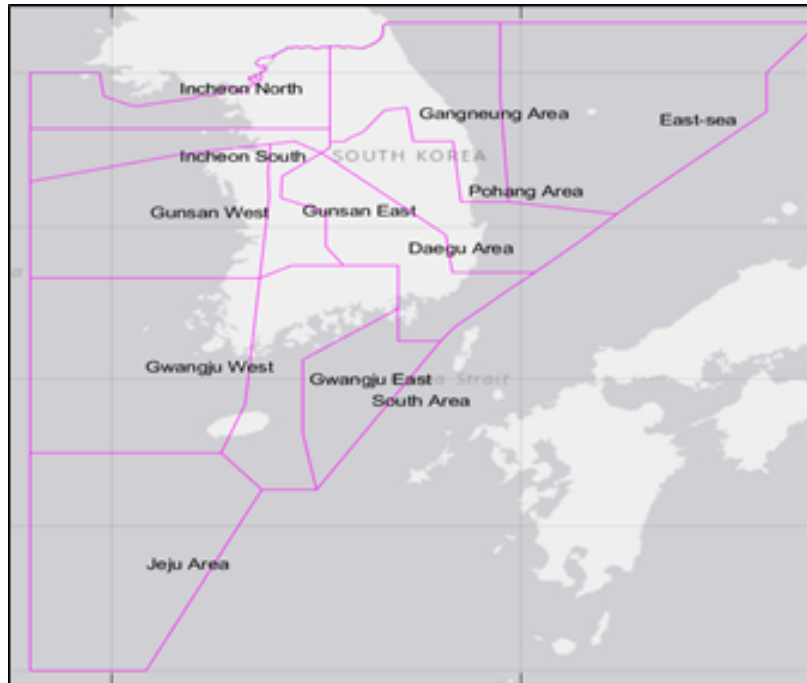 Incheon North
Gangneung Area
East-sea
Incheon South
SOUTH KOREA
Pohang Area
Gunsan West
Gunsan East
Daegu Area
a
Gwangju West
Gwangju East
a Strait
South Area
Jeju Area